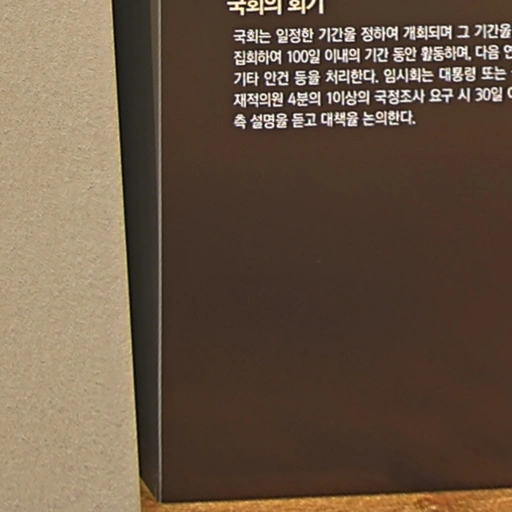 국회의 회기
국회는 일정한 기간을 정하여 개회되며 그 기간을
집회하여 100일 이내의 기간 동안 활동하며, 다음
기타 안건 등을 처리한다. 임시회는 대통령 또는
재적의원 4분의 1이상의 국정조사 요구 시 30일
측 설명을 듣고 대책을 논의한다.